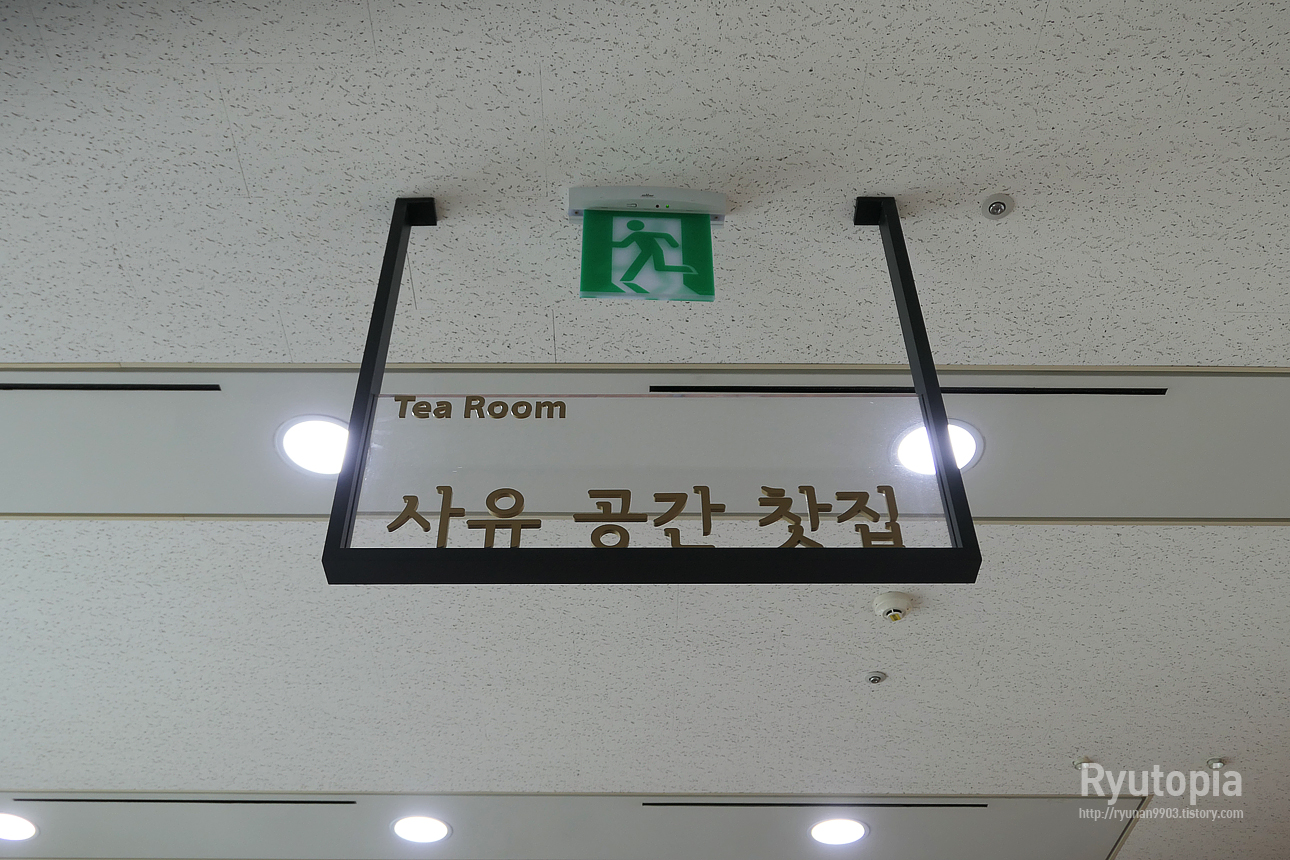 Tea Room
사유 공간 찻집
Ryutopia
http://ryunan9903.tistory.com